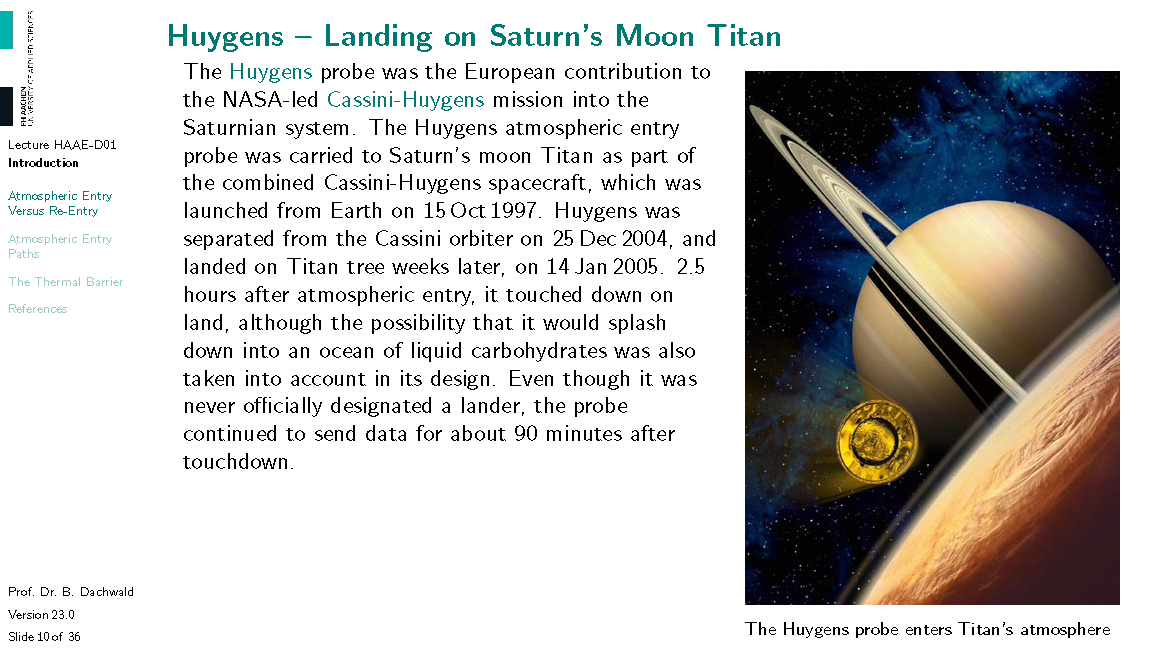 FH AACHEN
UNIVERSITY OF APPLIED SCIENCES
Lecture HAAE-D01
Introduction
Atmospheric Entry
Versus Re-Entry
Atmospheric Entry
Paths
The Thermal Barrier
References
Prof. Dr. B. Dachwald
Version 23.0
Slide 10 of 36
Huygens – Landing on Saturn's Moon Titan
The Huygens probe was the European contribution to
the NASA-led Cassini-Huygens mission into the
Saturnian system. The Huygens atmospheric entry
probe was carried to Saturn's moon Titan as part of
the combined Cassini-Huygens spacecraft, which was
launched from Earth on 15 Oct 1997. Huygens was
separated from the Cassini orbiter on 25 Dec 2004, and
landed on Titan tree weeks later, on 14 Jan 2005. 2.5
hours after atmospheric entry, it touched down on
land, although the possibility that it would splash
down into an ocean of liquid carbohydrates was also
taken into account in its design. Even though it was
never officially designated a lander, the probe
continued to send data for about 90 minutes after
touchdown.
The Huygens probe enters Titan's atmosphere